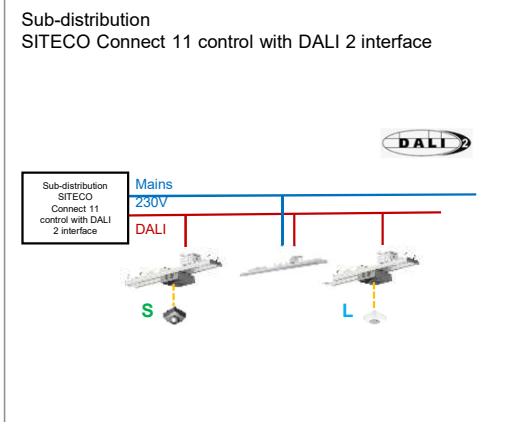 Sub-distribution
SITECO Connect 11 control with DALI 2 interface
DALI 2
Sub-distribution
SITECO
Connect 11
control with DALI
2 interface
Mains
230V
DALI
S
L